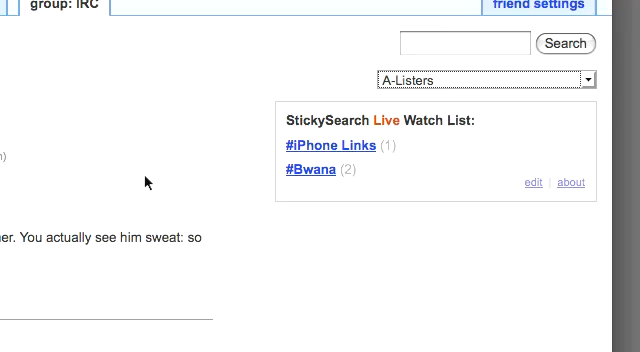 group: IRC
friend settings
Search
A-Listers
StickySearch Live Watch List:
#iPhone Links (1)
#Bwana (2)
edit | about
er. You actually see him sweat: so